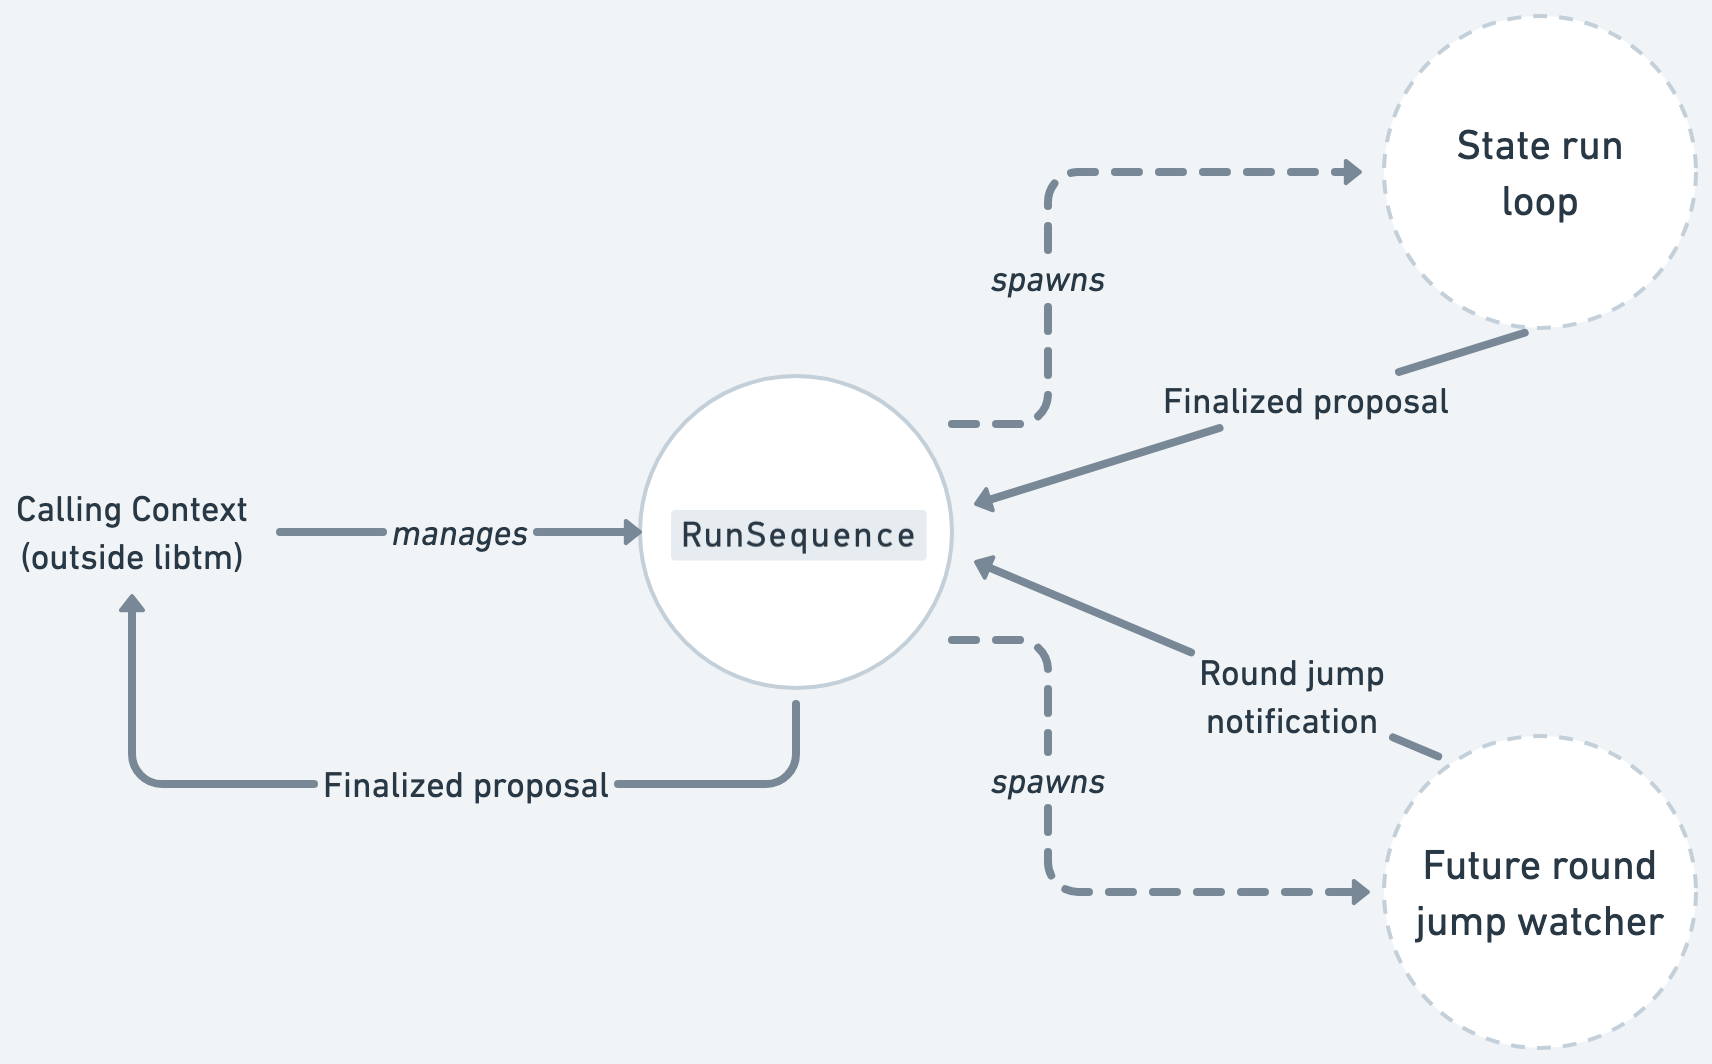 State run
loop
spawns
Finalized proposal
Calling Context
(outside libtm)
manages
RunSequence
Round jump
notification
Finalized proposal
spawns
Future round
jump watcher